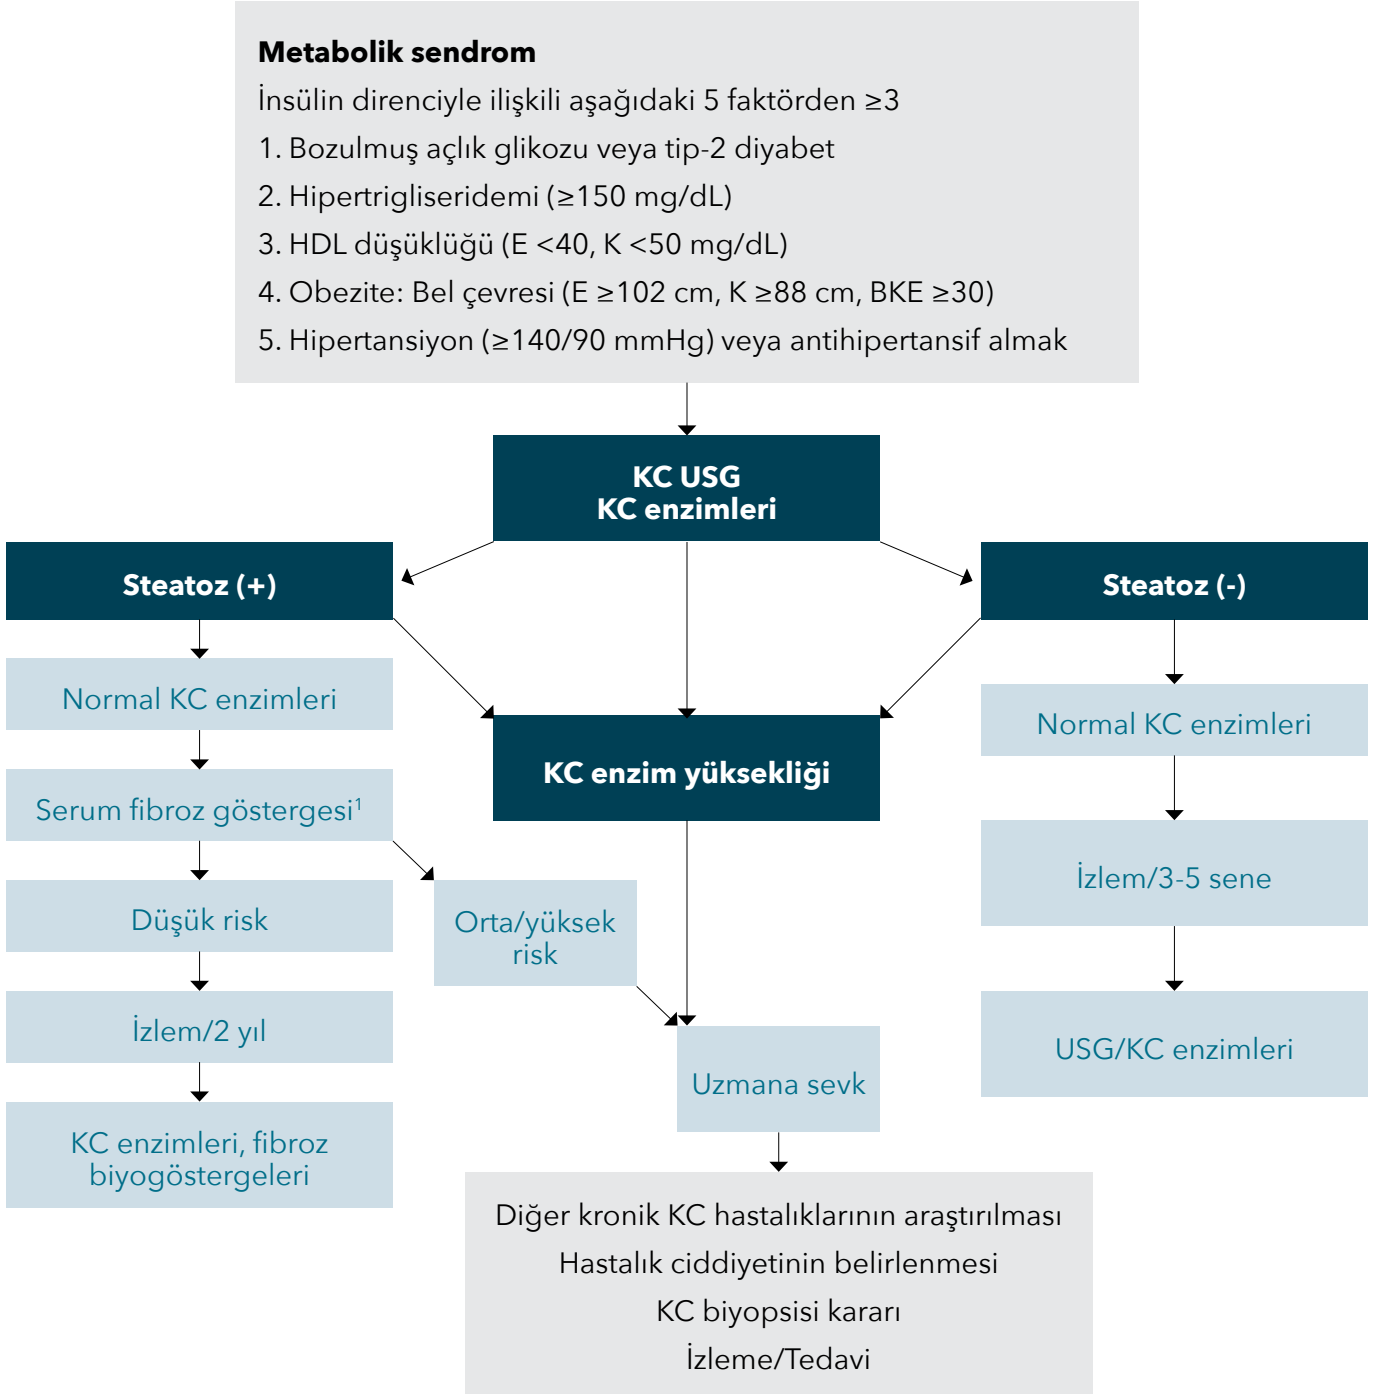 Metabolik sendrom
İnsülin direnciyle ilişkili aşağıdaki 5 faktörden ≥3
1. Bozulmuş açlık glikozu veya tip-2 diyabet
2. Hipertrigliseridemi (≥150 mg/dL)
3. HDL düşüklüğü (E <40, K <50 mg/dL)
4. Obezite: Bel çevresi (E ≥102 cm, K ≥88 cm, BKE ≥30)
5. Hipertansiyon (≥140/90 mmHg) veya antihipertansif almak
KC USG
KC enzimleri
Steatoz (+)
Steatoz (-)
Normal KC enzimleri
Serum fibroz göstergesi¹
Düşük risk
İzlem/2 yıl
KC enzimleri, fibroz
biyogöstergeleri
Orta/yüksek
risk
KC enzim yüksekliği
Uzmana sevk
Diğer kronik KC hastalıklarının araştırılması
Hastalık ciddiyetinin belirlenmesi
KC biyopsisi kararı
İzleme/Tedavi
Normal KC enzimleri
İzlem/3-5 sene
USG/KC enzimleri